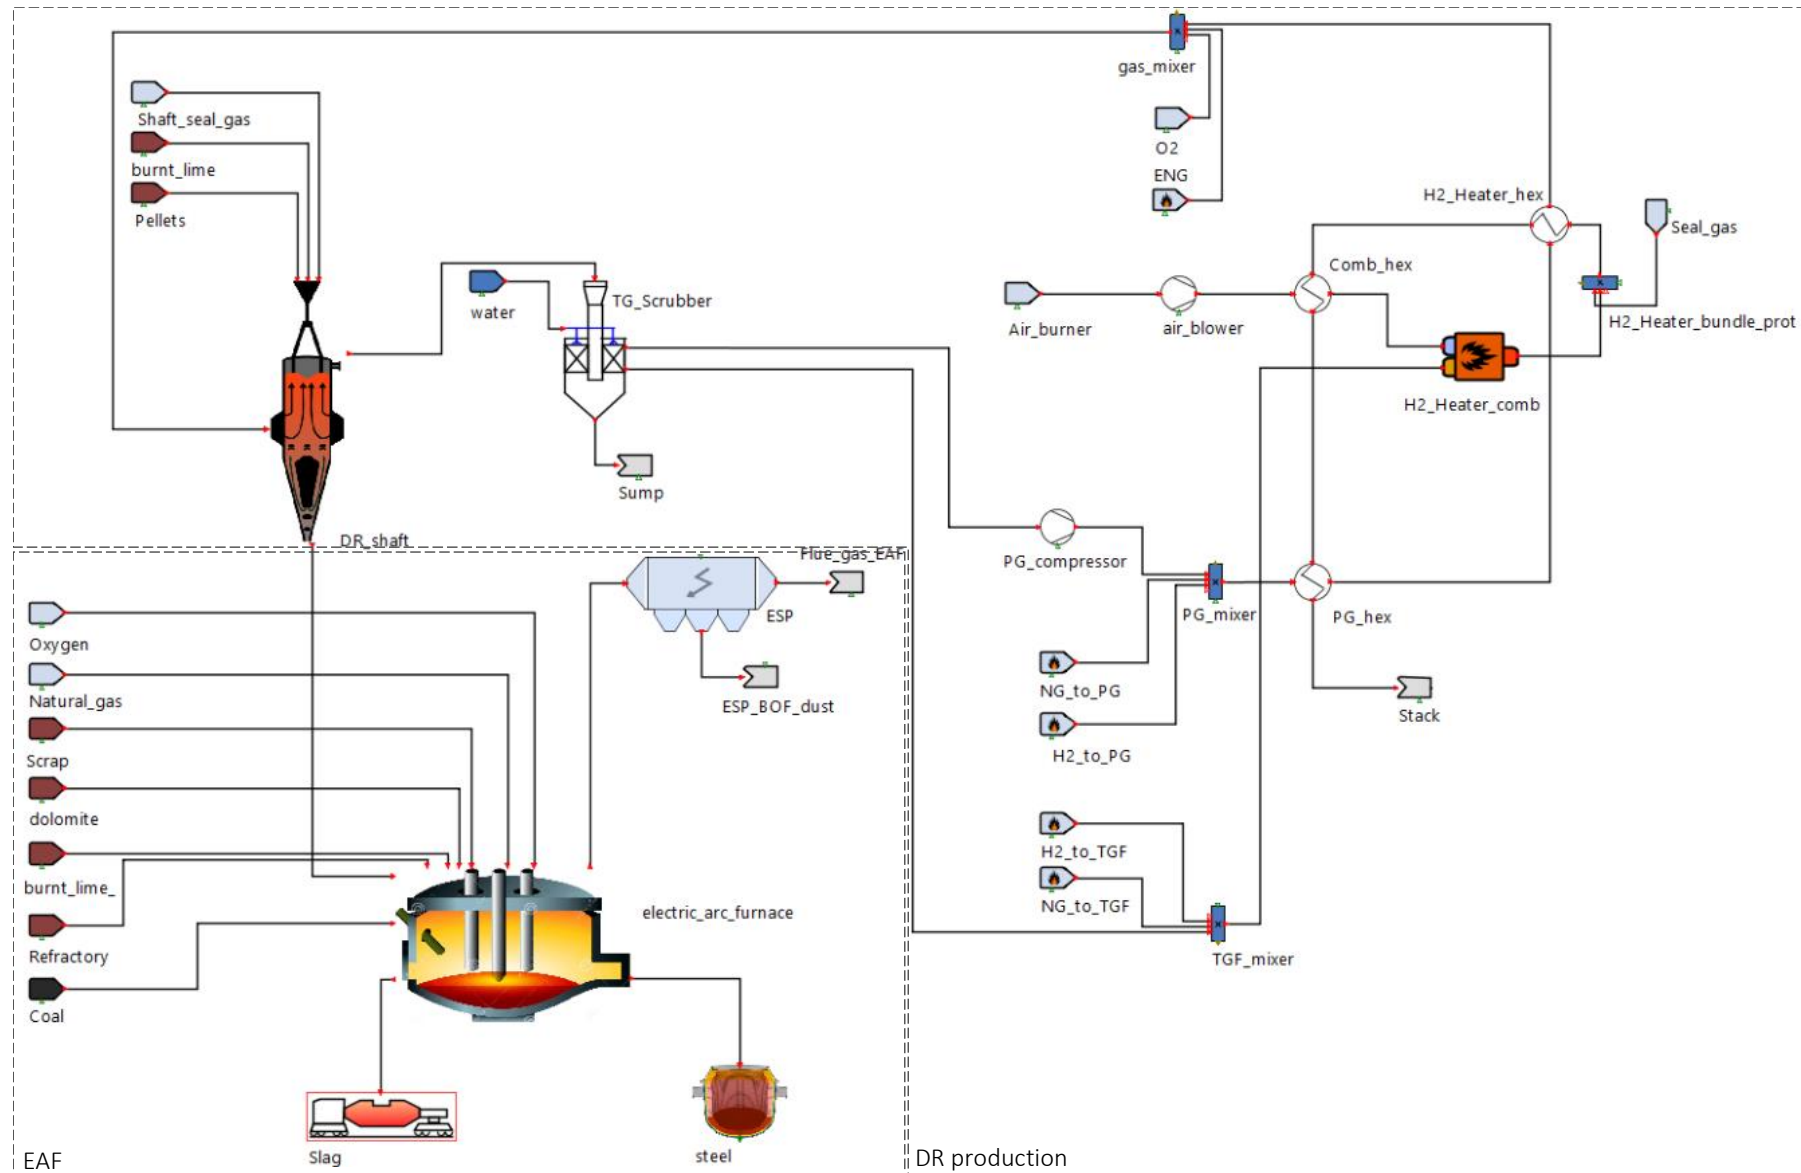 gas_mixer
Shaft_seal_gas
O2
burnt_lime
ENG
H2_Heater_hex
Pellets
Seal_gas
Comb_hex
TG_Scrubber
water
Air_burner
air_blower
H2_Heater_bundle_prot
H2_Heater_comb
Sump
DR_shaft
Flue_gas_EAF
PG_compressor
ESP
PG_mixer
PG_hex
Oxygen
NG_to_PG
Natural_gas
ESP_BOF_dust
Stack
H2_to_PG
Scrap
dolomite
H2_to_TGF
burnt_lime_
NG_to_TGF
electric_arc_furnace
Refractory
TGF_mixer
Coal
Slag
steel
EAF
DR production